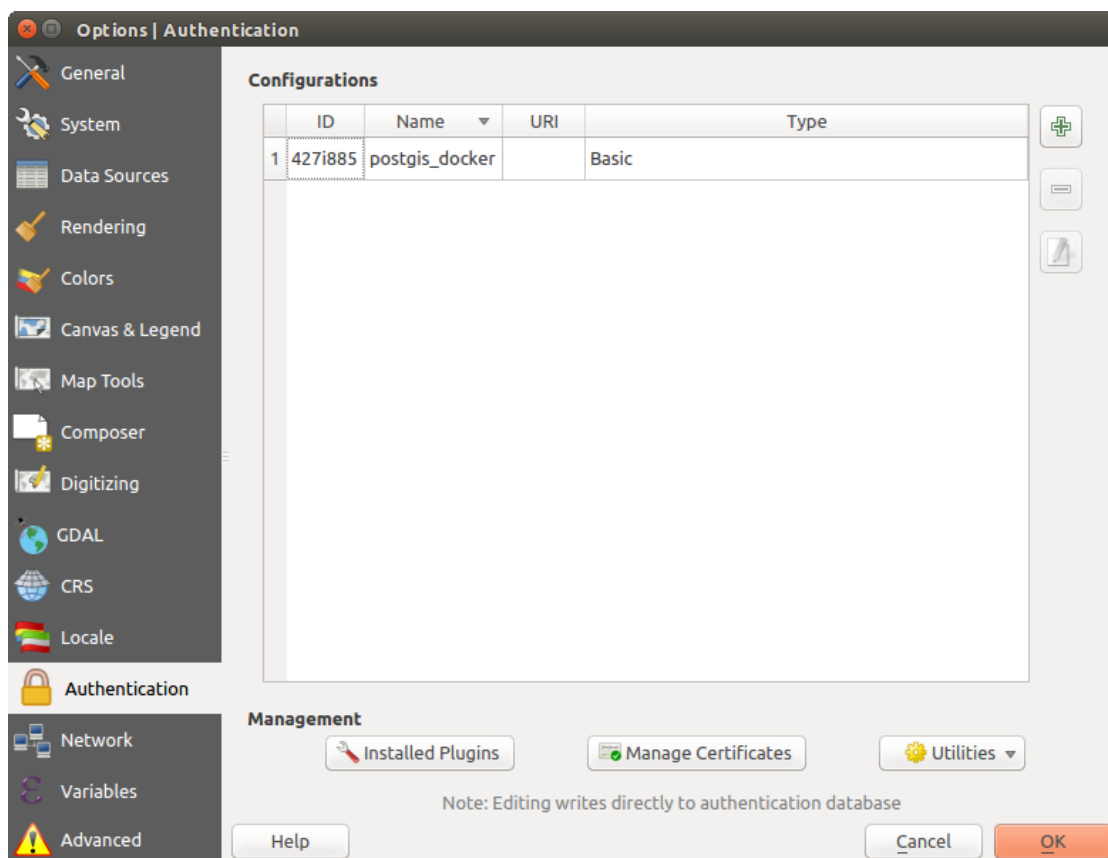 Options | Authentication
General
System
Data Sources
Rendering
Colors
Canvas & Legend
Map Tools
Composer
Digitizing
GDAL
CRS
Locale
Authentication
Network
Variables
Advanced
Configurations
ID Name URI Type
1 427i885 postgis_docker Basic
Management
Installed Plugins Manage Certificates Utilities
Note: Editing writes directly to authentication database
Help Cancel OK